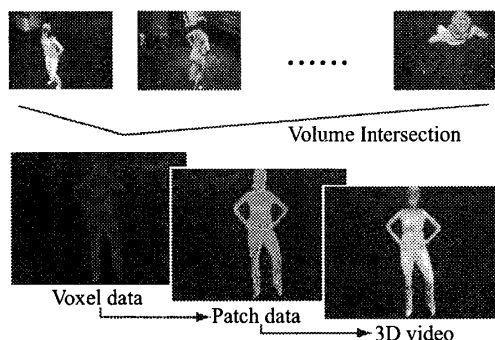 ......
Volume Intersection
Voxel data
Patch data
3D video